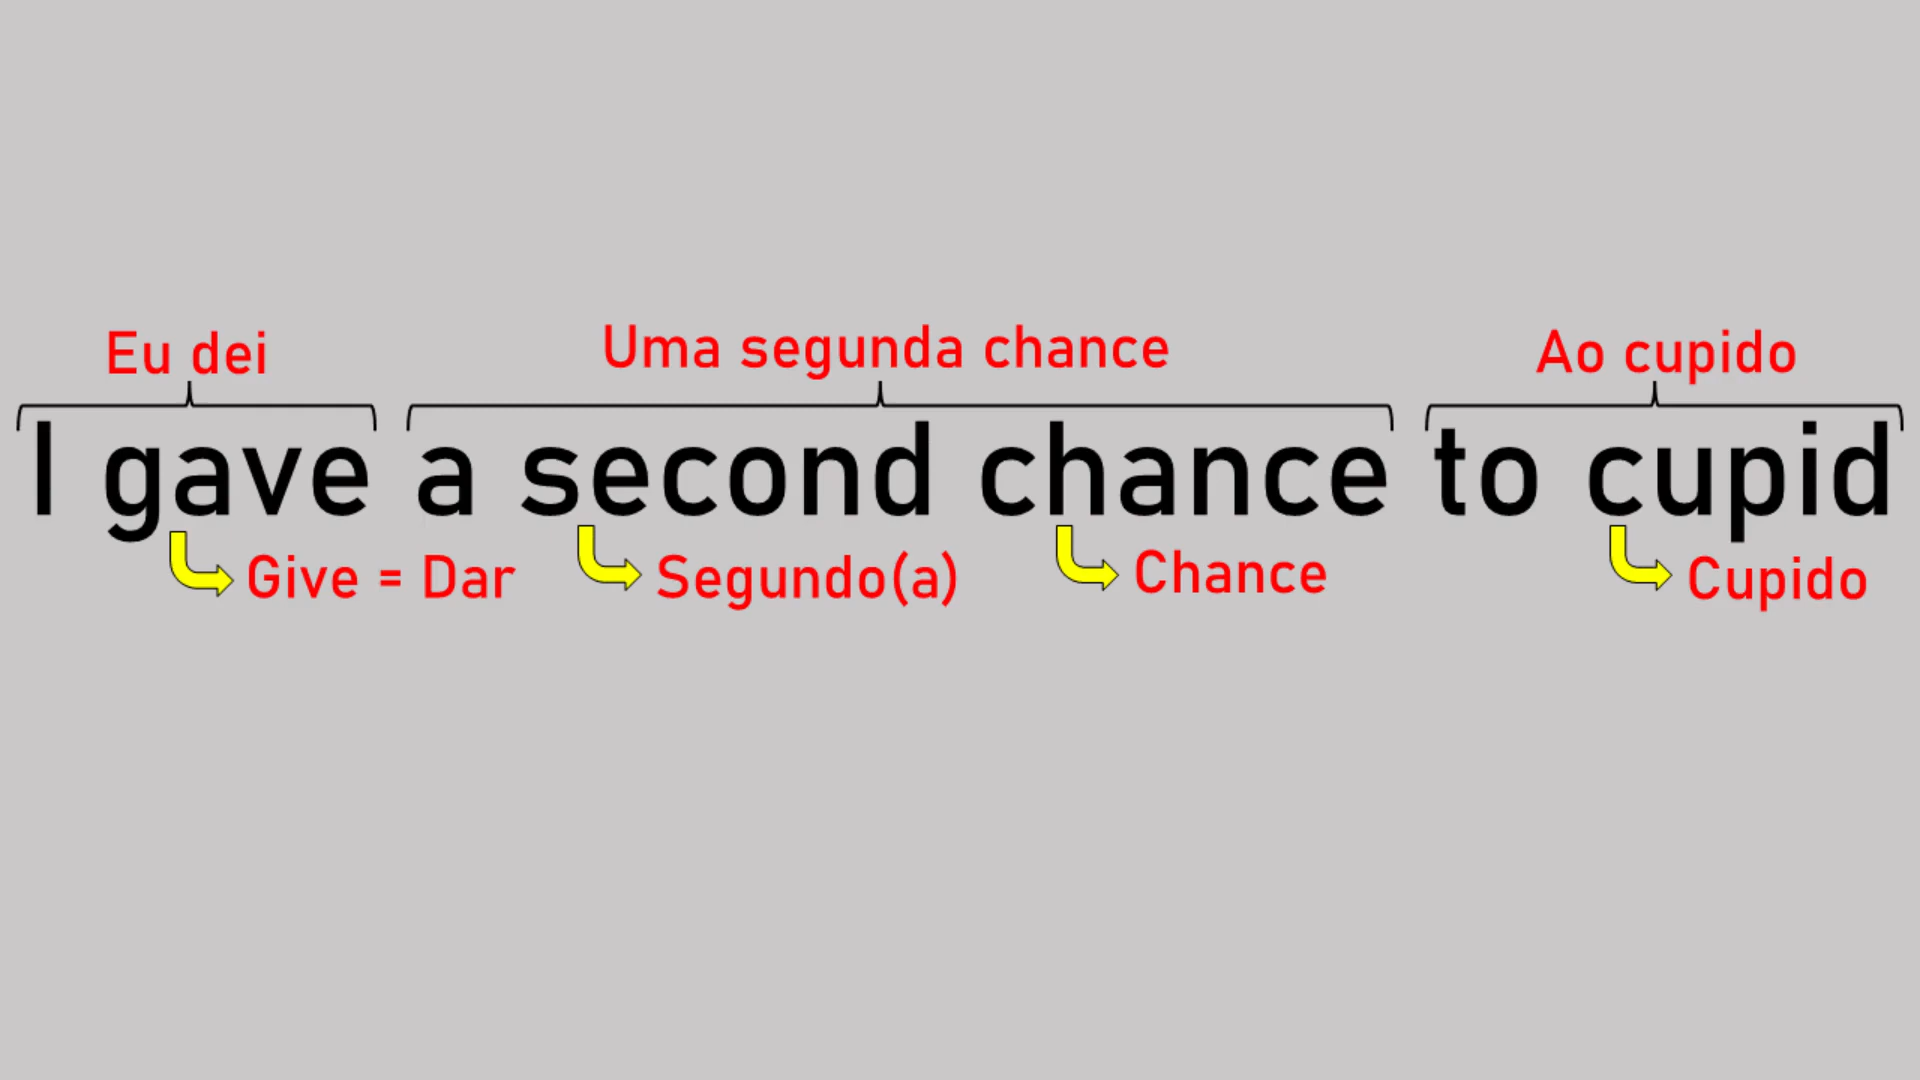 Eu dei Uma segunda chance Ao cupido
I gave a second chance to cupid
Give = Dar Segundo(a) Chance Cupido